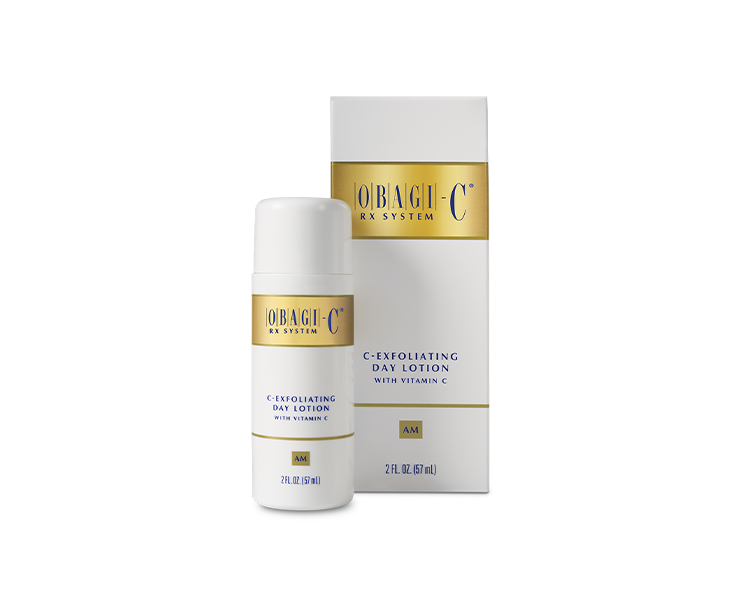 OBAGI-C®
RX SYSTEM
C-EXFOLIATING
DAY LOTION
WITH VITAMIN C
AM
2 FL. OZ. (57 mL)
OBAGI-C®
RX SYSTEM
C-EXFOLIATING
DAY LOTION
WITH VITAMIN C
AM
2 FL. OZ. (57 mL)